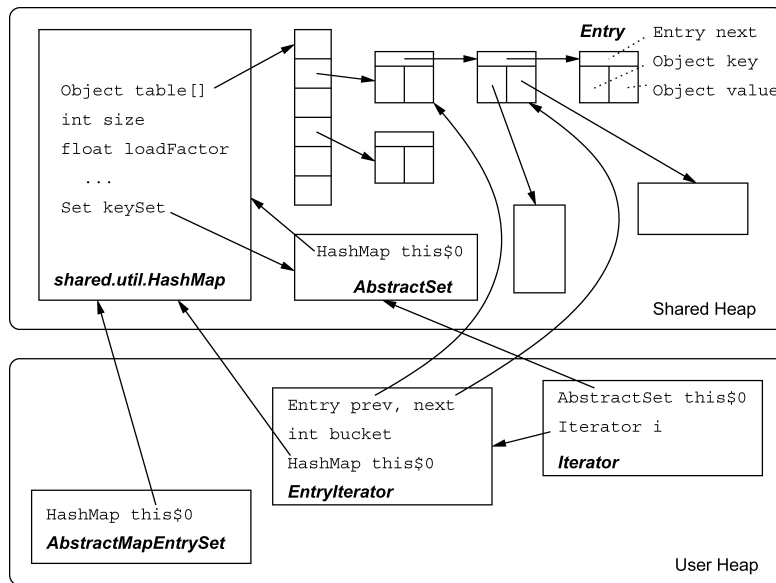 Entry
Entry next
Object key
Object value
Object table[]
int size
float loadFactor
...
Set keySet
shared.util.HashMap
HashMap this$0
AbstractSet
Shared Heap
Entry prev, next
int bucket
HashMap this$0
EntryIterator
AbstractSet this$0
Iterator i
Iterator
HashMap this$0
AbstractMapEntrySet
User Heap